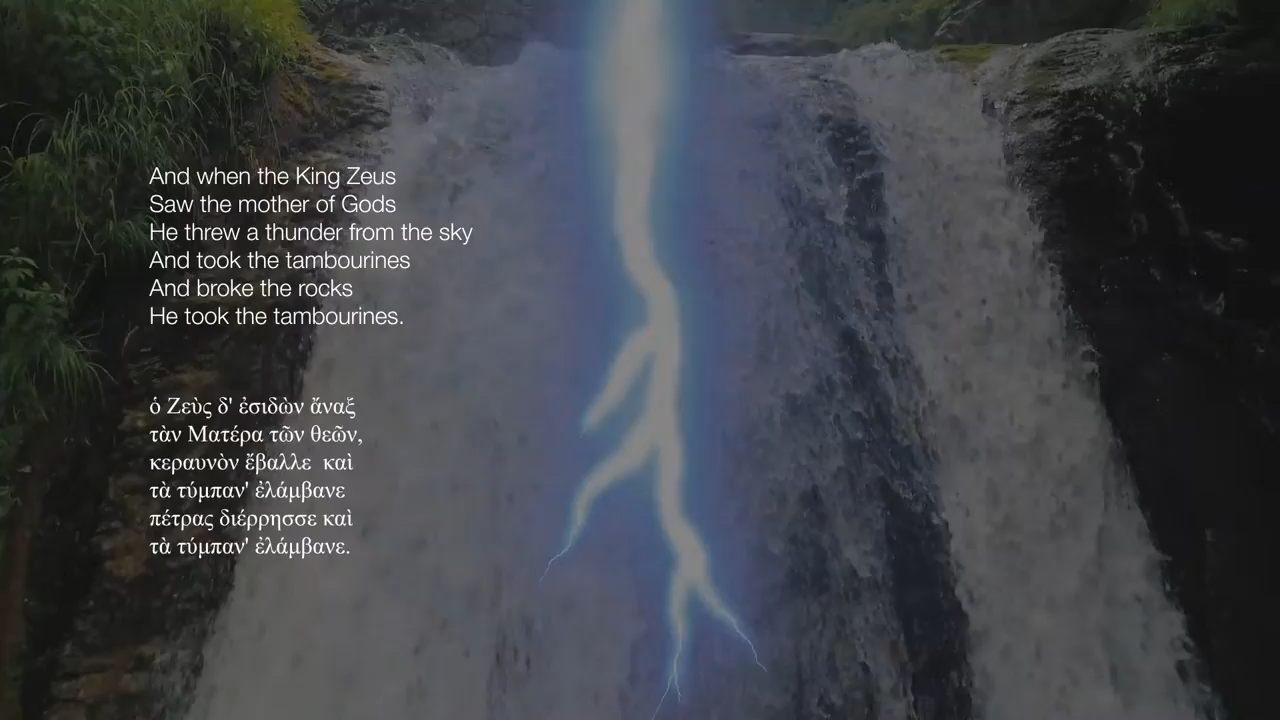 And when the King Zeus
Saw the mother of Gods
He threw a thunder from the sky
And took the tambourines
And broke the rocks
He took the tambourines.
ὁ Ζεὺς δ' ἐσιδὼν ἄναξ
τὰν Ματέρα τῶν θεῶν,
κεραυνὸν ἔβαλλε καὶ
τὰ τύμπαν' ἐλάμβανε
πέτρας διέρρησσε καὶ
τὰ τύμπαν' ἐλάμβανε.